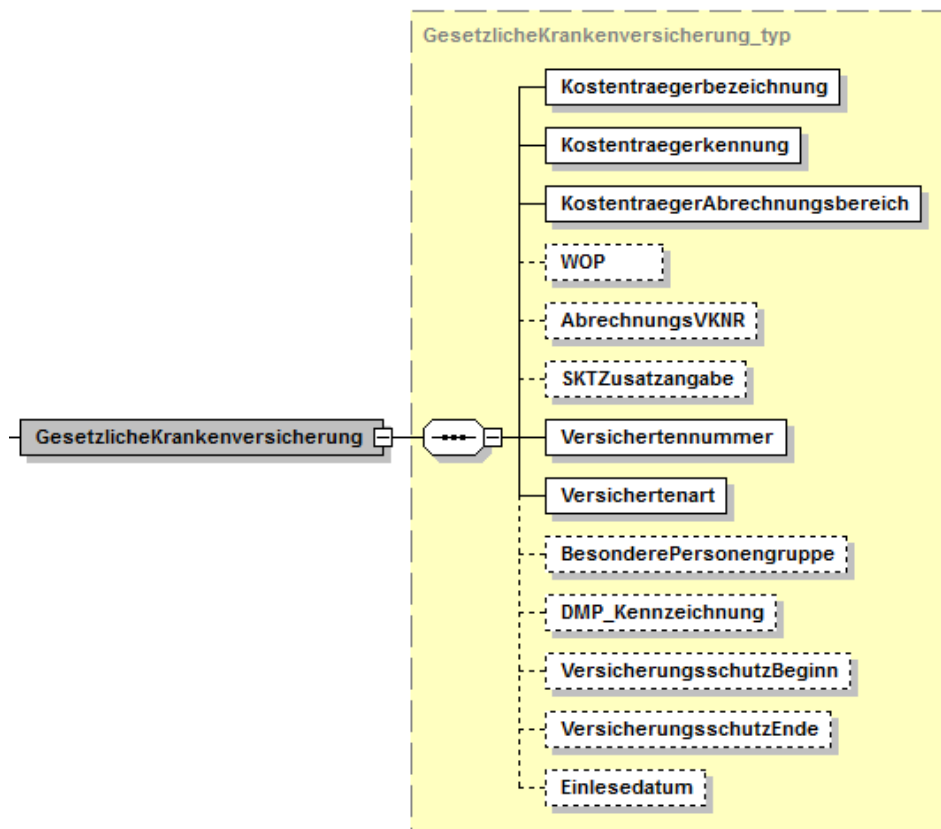 GesetzlicheKrankenversicherung_typ
Kostentraegerbezeichnung
Kostentraegerkennung
KostentraegerAbrechnungsbereich
WOP
AbrechnungsVKNR
SKTZusatzangabe
GesetzlicheKrankenversicherung
Versichertennummer
Versichertenart
BesonderePersonengruppe
DMP_Kennzeichnung
VersicherungsschutzBeginn
VersicherungsschutzEnde
Einlesedatum